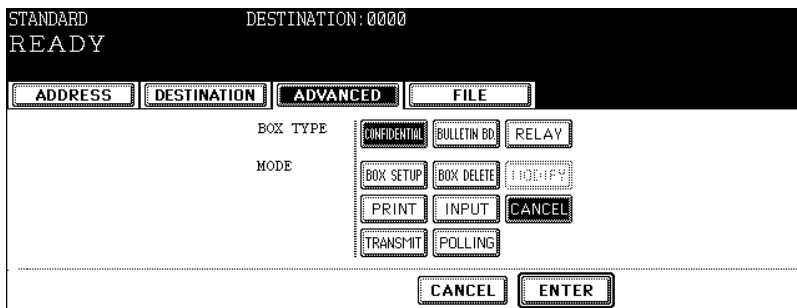 STANDARD DESTINATION:0000
READY
ADDRESS DESTINATION ADVANCED FILE
BOX TYPE CONFIDENTIAL BULLETIN BD. RELAY
MODE BOX SETUP BOX DELETE MODIFY
PRINT INPUT CANCEL
TRANSMIT POLLING
CANCEL ENTER